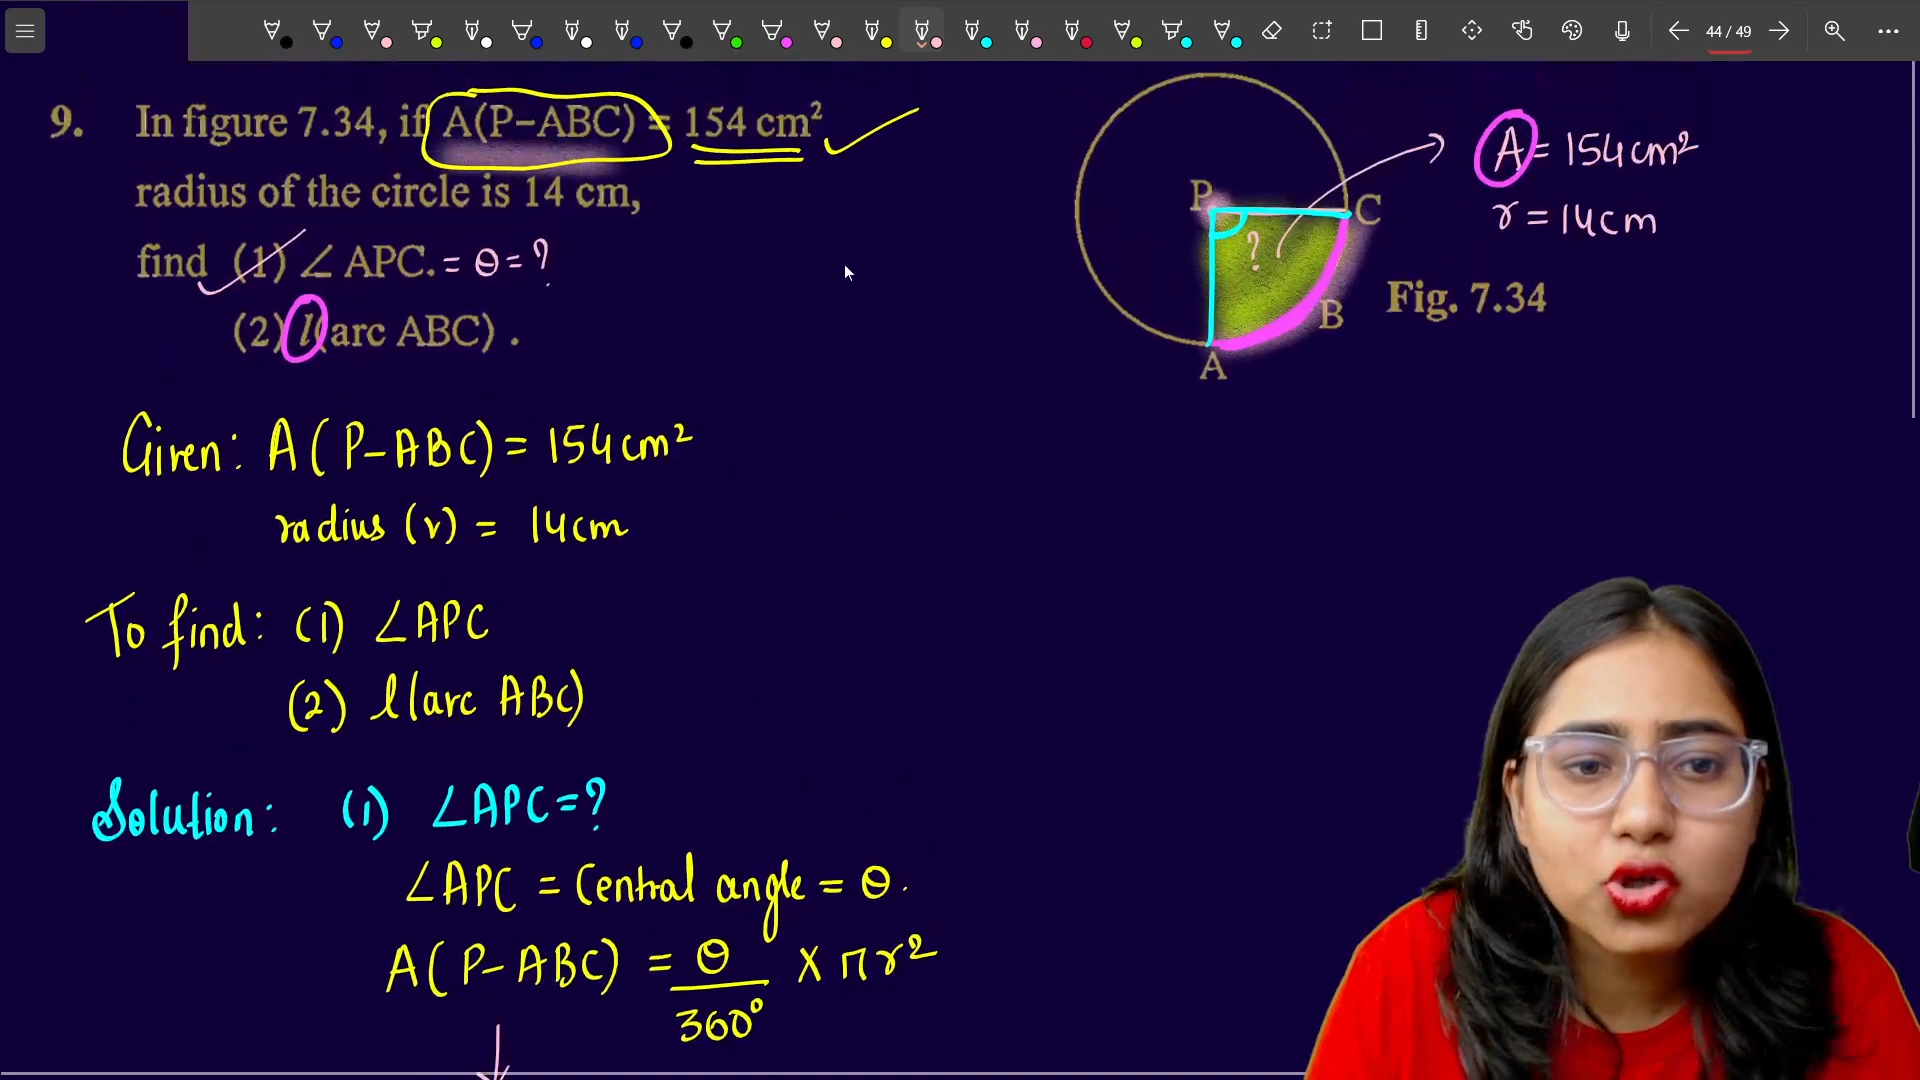 44 / 49
9. In figure 7.34, if A(P-ABC) = 154 cm²
radius of the circle is 14 cm,
find (1) ∠ APC. = θ = ?
(2) l(arc ABC) .
P
C
?
B
A
A = 154 cm²
r = 14 cm
Fig. 7.34
Given: A(P-ABC) = 154 cm²
radius (r) = 14 cm
To find: (1) ∠APC
(2) l(arc ABC)
Solution: (1) ∠APC = ?
∠APC = Central angle = θ.
A(P-ABC) = θ/360° × πr²